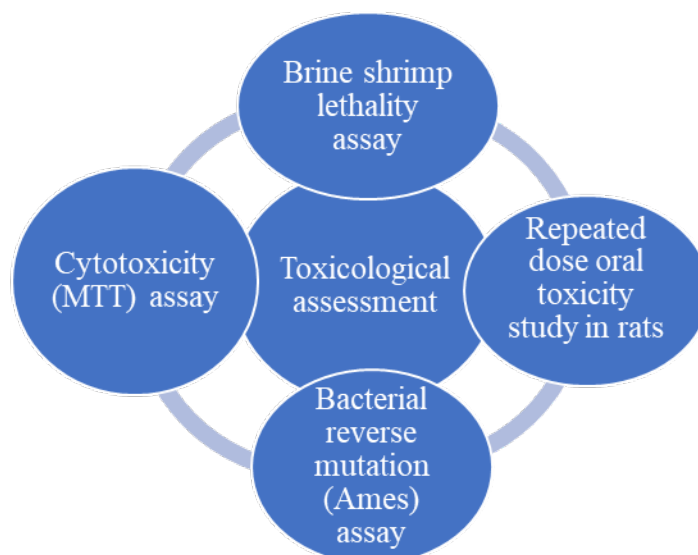 Brine shrimp
lethality
assay
Cytotoxicity
(MTT) assay
Toxicological
assessment
Repeated
dose oral
toxicity
study in rats
Bacterial
reverse
mutation
(Ames)
assay